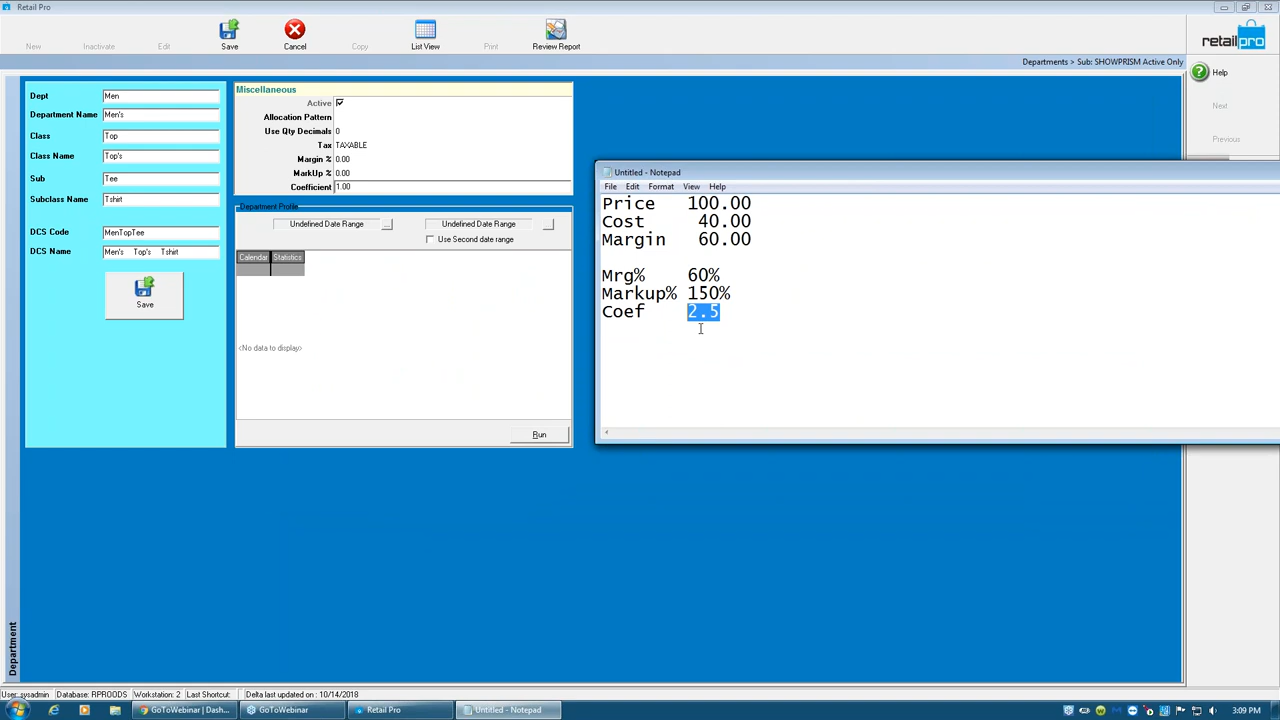 Retail Pro
New
Inactivate
Edit
Save
Cancel
Copy
List View
Print
Review Report
retailpro
Departments > Sub: SHOWPRISM Active Only
Help
Next
Previous
Dept Men
Department Name Men's
Class Top
Class Name Top's
Sub Tee
Subclass Name Tshirt
DCS Code MenTopTee
DCS Name Men's Top's Tshirt
Save
Miscellaneous
Active
Allocation Pattern
Use Qty Decimals 0
Tax TAXABLE
Margin % 0.00
MarkUp % 0.00
Coefficient 1.00
Department Profile
Undefined Date Range ... Undefined Date Range
Use Second date range
Calendar Statistics
<No data to display>
Run
Untitled - Notepad
File Edit Format View Help
Price 100.00
Cost 40.00
Margin 60.00
Mrg% 60%
Markup% 150%
Coef 2.5
Department
User: sysadmin Database: RPROODS Workstation: 2 Last Shortcut: Delta last updated on : 10/14/2018
GoToWebinar | Dash...
GoToWebinar
Retail Pro
Untitled - Notepad
3:09 PM